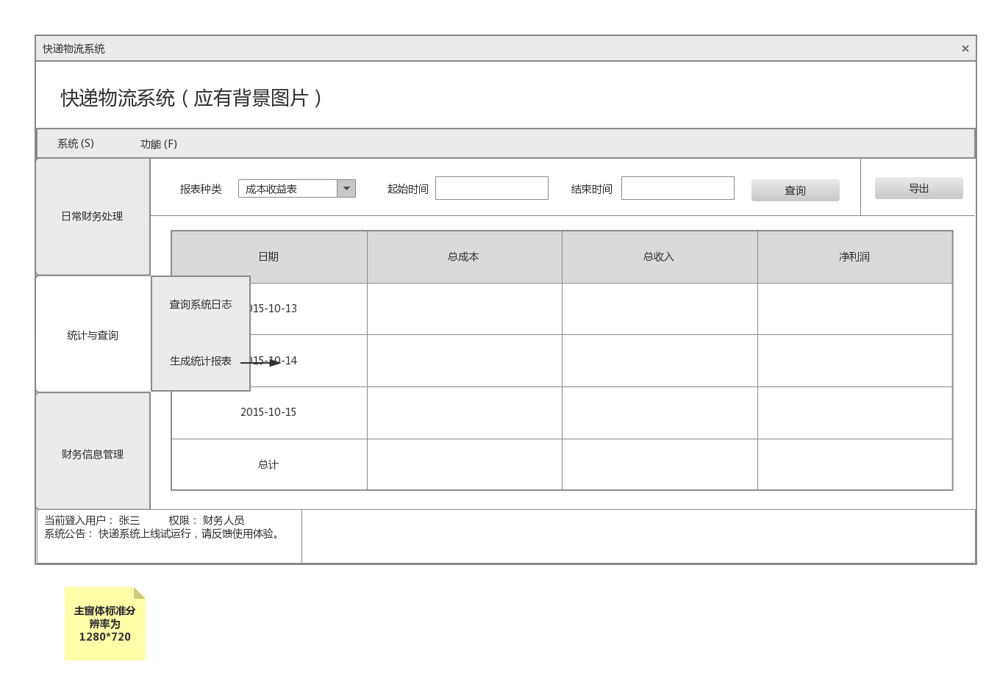 快递物流系统
快递物流系统（应有背景图片）
系统 (S) 功能 (F)
报表种类 成本收益表 起始时间 结束时间 查询 导出
日常财务处理
日期 总成本 总收入 净利润
查询系统日志
15-10-13
统计与查询
生成统计报表
15-10-14
2015-10-15
财务信息管理
总计
当前登入用户： 张三 权限： 财务人员
系统公告： 快递系统上线试运行，请反馈使用体验。
主窗体标准分
辨率为
1280*720